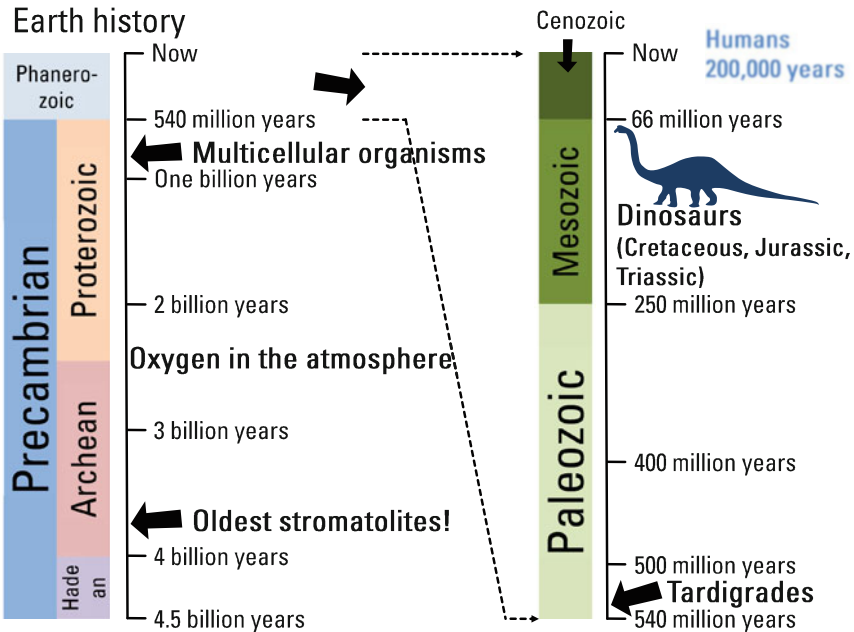 Earth history
Now
Phanero-
zoic
540 million years
Multicellular organisms
One billion years
Precambrian
Proterozoic
2 billion years
Oxygen in the atmosphere
Archean
3 billion years
Oldest stromatolites!
4 billion years
Hade
an
4.5 billion years
Cenozoic
Now
Humans
200,000 years
66 million years
Mesozoic
Dinosaurs
(Cretaceous, Jurassic,
Triassic)
250 million years
Paleozoic
400 million years
500 million years
Tardigrades
540 million years